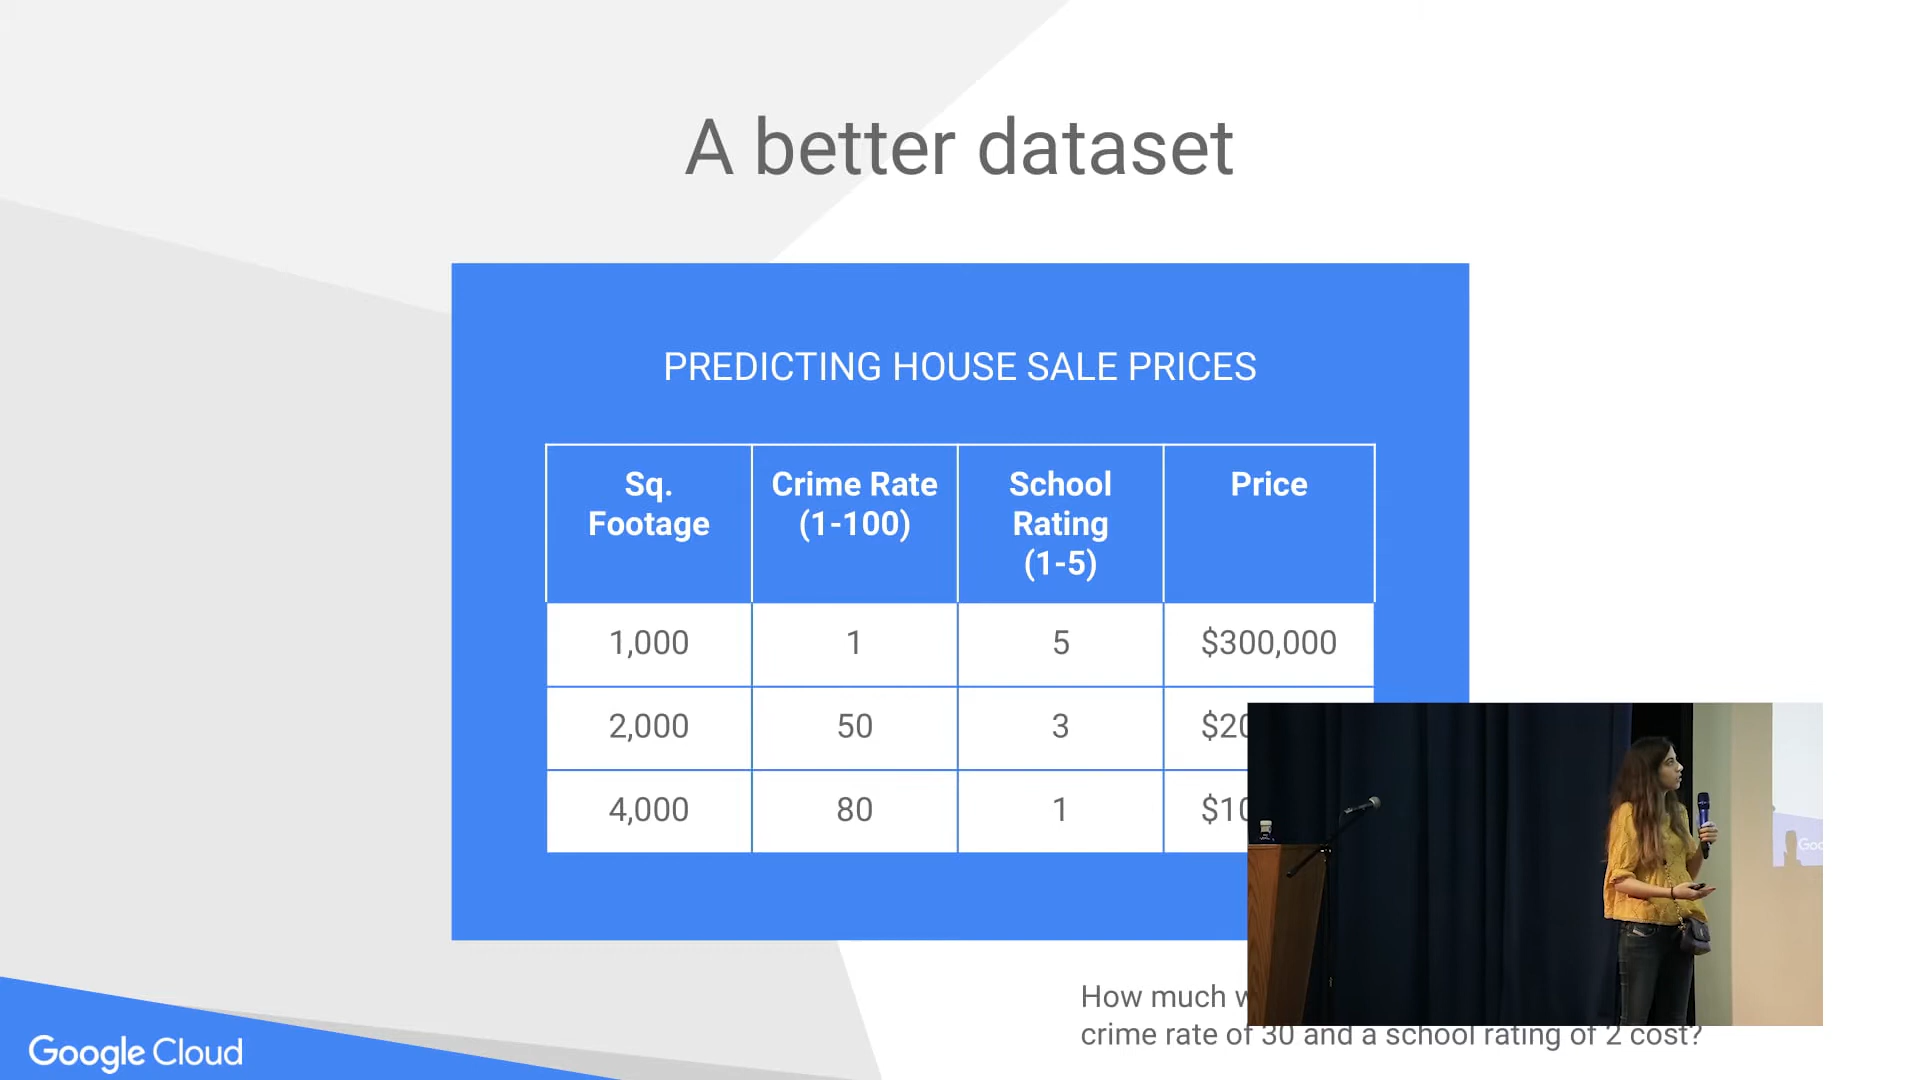 A better dataset
PREDICTING HOUSE SALE PRICES
Sq. Footage
Crime Rate (1-100)
School Rating (1-5)
Price
1,000 1 5 $300,000
2,000 50 3
4,000 80 1
How much
crime rate of 30 and a school rating of 2 cost?
Google Cloud